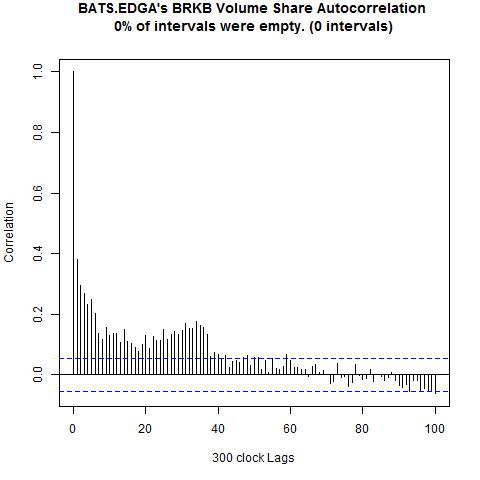 BATS.EDGA's BRKB Volume Share Autocorrelation
0% of intervals were empty. (0 intervals)
Correlation
1.0
0.8
0.6
0.4
0.2
0.0
0 20 40 60 80 100
300 clock Lags